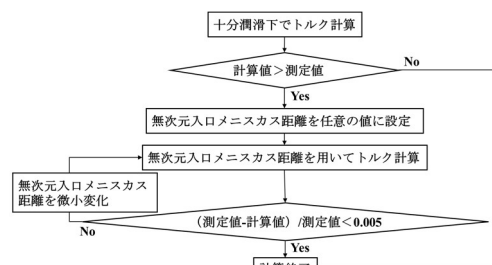 十分潤滑下でトルク計算
計算値＞測定値
No
Yes
無次元入口メニスカス距離を任意の値に設定
無次元入口メニスカス距離を用いてトルク計算
無次元入口メニスカス
距離を微小変化
（測定値-計算値）/測定値＜0.005
No
Yes
計算終了